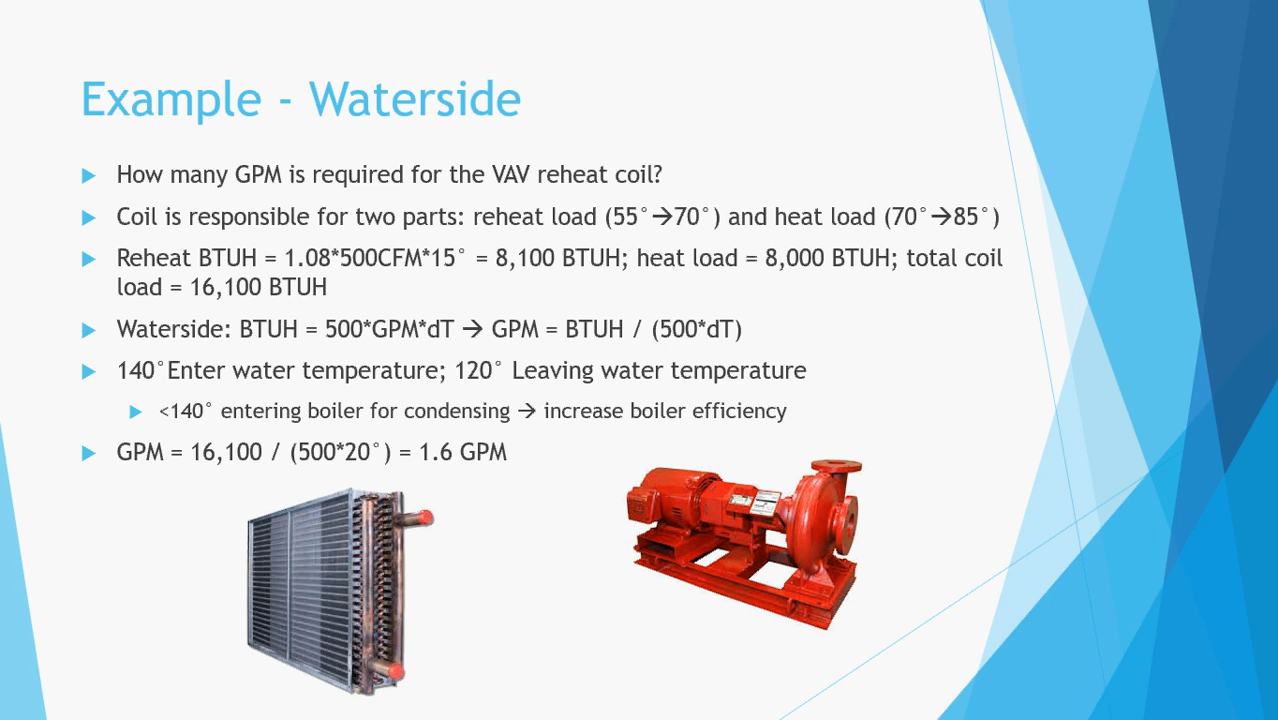 Example - Waterside
How many GPM is required for the VAV reheat coil?
Coil is responsible for two parts: reheat load (55°→70°) and heat load (70°→85°)
Reheat BTUH = 1.08*500CFM*15° = 8,100 BTUH; heat load = 8,000 BTUH; total coil
load = 16,100 BTUH
Waterside: BTUH = 500*GPM*dT → GPM = BTUH / (500*dT)
140°Enter water temperature; 120° Leaving water temperature
<140° entering boiler for condensing → increase boiler efficiency
GPM = 16,100 / (500*20°) = 1.6 GPM